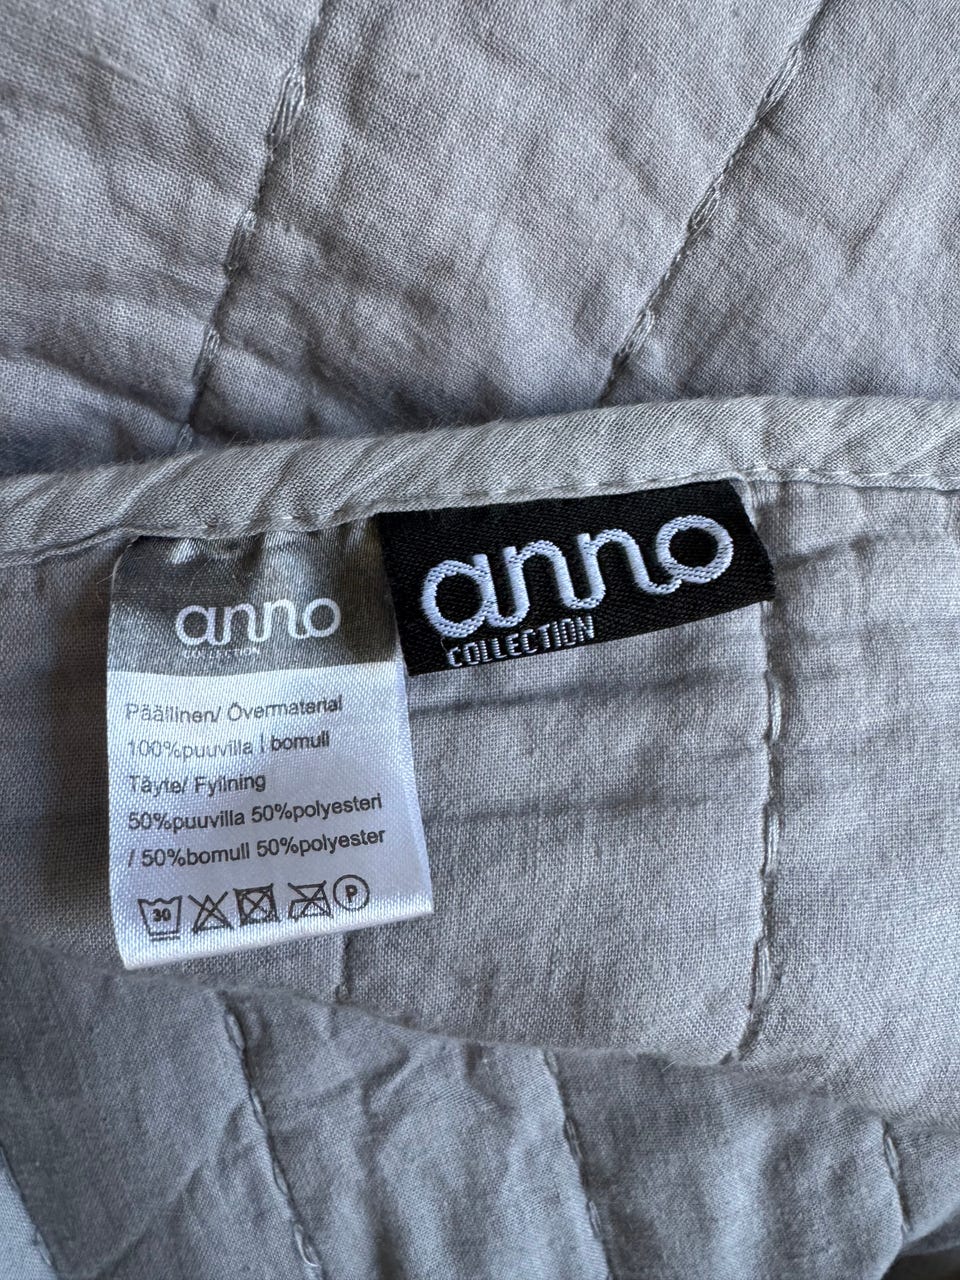 anno
COLLECTION
anno
COLLECTION
Päällinen/ Övermaterial
100%puuvilla | bomull
Täyte/ Fyllning
50%puuvilla 50%polyesteri
/ 50%bomull 50%polyester
30
P